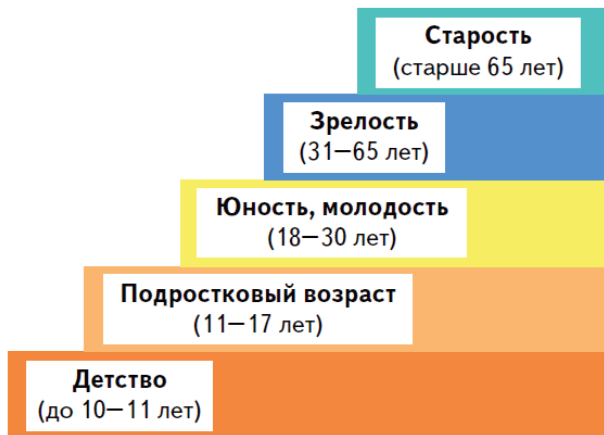 Старость
(старше 65 лет)
Зрелость
(31—65 лет)
Юность, молодость
(18—30 лет)
Подростковый возраст
(11—17 лет)
Детство
(до 10—11 лет)